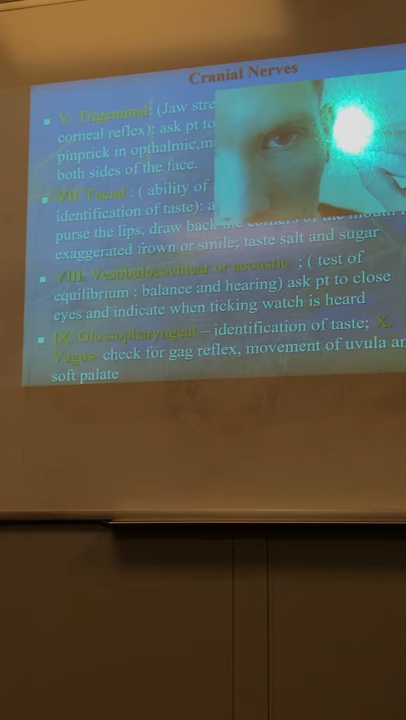 Cranial Nerves
▪ V. Trigeminal: (Jaw stre
corneal reflex): ask pt to
pinprick in opthalmic,m
both sides of the face.
▪ VII Facial : ( ability of
identification of taste): a
purse the lips, draw back the corners of the mouth
exaggerated frown or smile; taste salt and sugar
▪ VIII. Vestibulocochlear or acoustic ; ( test of
equilibrium ; balance and hearing) ask pt to close
eyes and indicate when ticking watch is heard
▪ IX. Glossopharyngeal – identification of taste; X.
Vagus- check for gag reflex, movement of uvula an
soft palate